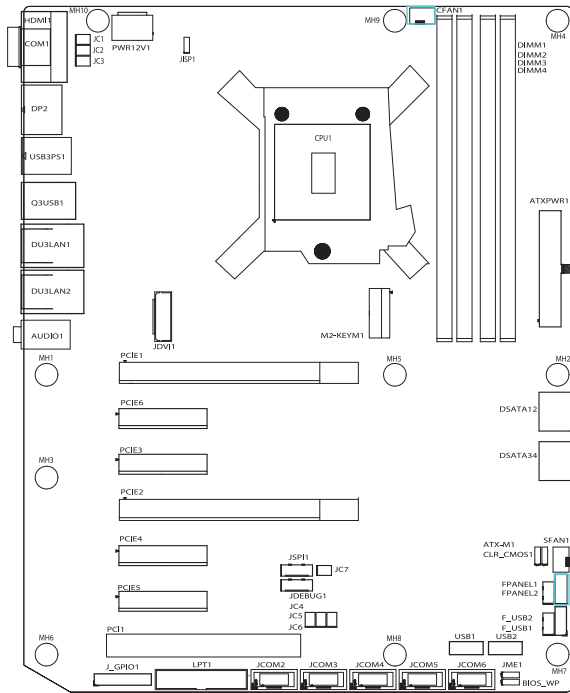 HDMI1
MH10
MH9
CFAN1
MH4
COM1
JC1
JC2
JC3
PWR12V1
JISP1
DIMM1
DIMM2
DIMM3
DIMM4
DP2
CPU1
USB3PS1
Q3USB1
ATXPWR1
DU3LAN1
DU3LAN2
AUDIO1
JDVI1
M2-KEYM1
MH1
PCIE1
MH5
MH2
PCIE6
DSATA12
PCIE3
DSATA34
MH3
PCIE2
PCIE4
JSPI1
JC7
ATX-M1
CLR_CMOS1
SFAN1
PCIE5
JDEBUG1
FPANEL1
FPANEL2
JC4
JC5
JC6
F_USB2
F_USB1
PCI1
USB1
USB2
MH6
MH8
MH7
J_GPIO1
LPT1
JCOM2
JCOM3
JCOM4
JCOM5
JCOM6
JME1
BIOS_WP